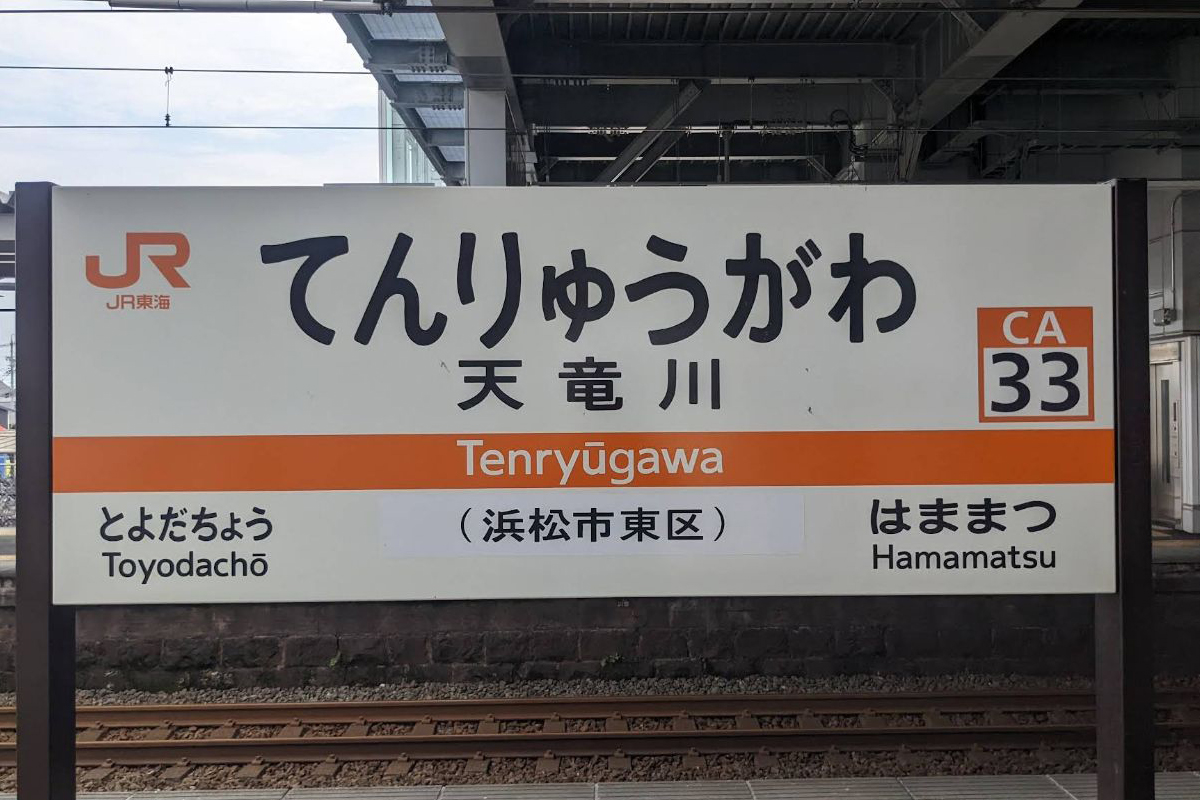 JR
JR東海
てんりゅうがわ
天竜川
CA
33
Tenryūgawa
とよだちょう
Toyodachō
(浜松市東区)
はままつ
Hamamatsu